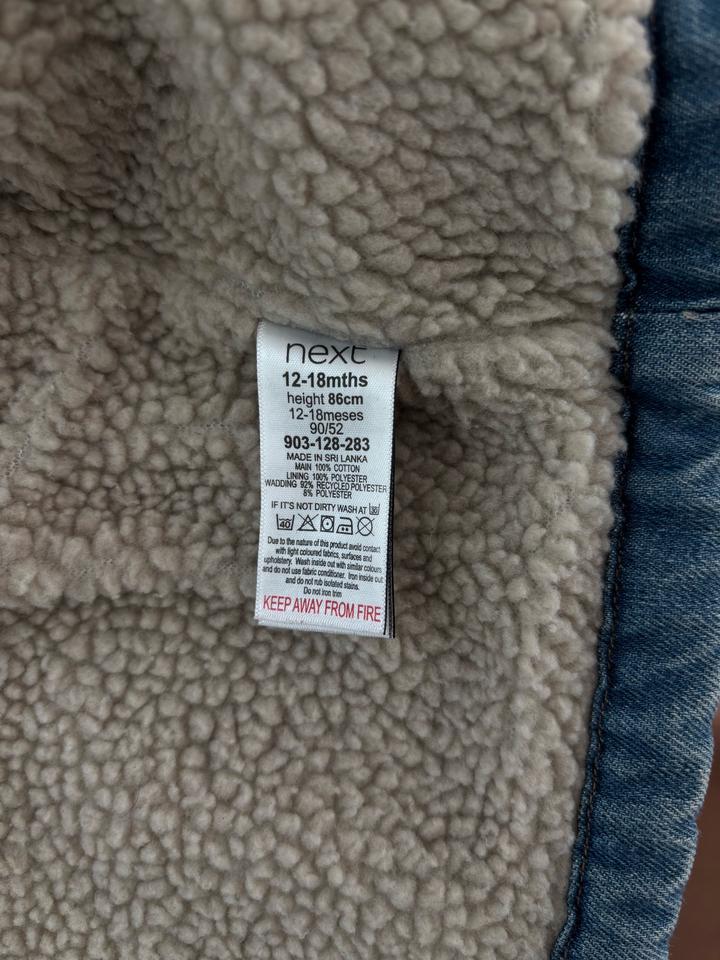 next
12-18mths
height 86cm
12-18meses
90/52
903-128-283
MADE IN SRI LANKA
MAIN 100% COTTON
LINING 100% POLYESTER
WADDING 92% RECYCLED POLYESTER
8% POLYESTER
IF IT'S NOT DIRTY WASH AT 30
40
Due to the nature of this product avoid contact
with light coloured fabrics, surfaces and
upholstery. Wash inside out with similar colours
and do not use fabric conditioner. Iron inside out
and do not rub isolated stains.
Do not iron trim
KEEP AWAY FROM FIRE